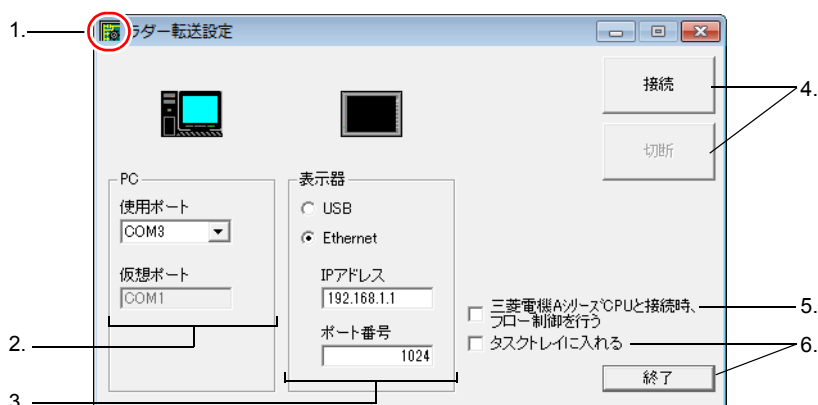 1.
ラダー転送設定
接続
4.
切断
PC
表示器
使用ポート
USB
COM3
Ethernet
仮想ポート
IPアドレス
COM1
192.168.1.1
三菱電機AシリーズCPUと接続時、
フロー制御を行う
5.
ポート番号
2.
タスクトレイに入れる
6.
1024
終了
3.